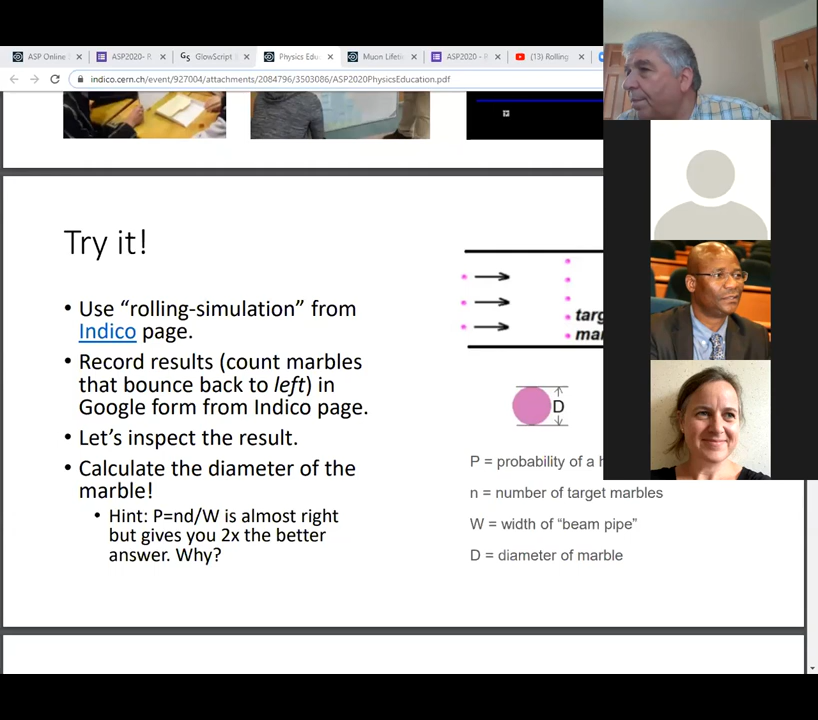 ASP Online
ASP2020- R
GlowScript
Physics Edu
Muon Lifeti
ASP2020 - R
(13) Rolling
indico.cern.ch/event/927004/attachments/2084796/3503086/ASP2020PhysicsEducation.pdf
Try it!
• Use “rolling-simulation” from
Indico page.
• Record results (count marbles
that bounce back to left) in
Google form from Indico page.
• Let’s inspect the result.
• Calculate the diameter of the
marble!
• Hint: P=nd/W is almost right
but gives you 2x the better
answer. Why?
targ
ma
D
P = probability of a h
n = number of target marbles
W = width of “beam pipe”
D = diameter of marble